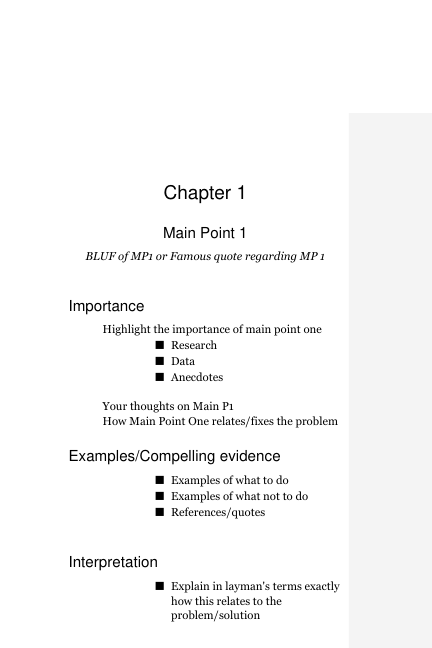 Chapter 1
Main Point 1
BLUF of MP1 or Famous quote regarding MP 1
Importance
Highlight the importance of main point one
■ Research
■ Data
■ Anecdotes
Your thoughts on Main P1
How Main Point One relates/fixes the problem
Examples/Compelling evidence
■ Examples of what to do
■ Examples of what not to do
■ References/quotes
Interpretation
■ Explain in layman's terms exactly
how this relates to the
problem/solution